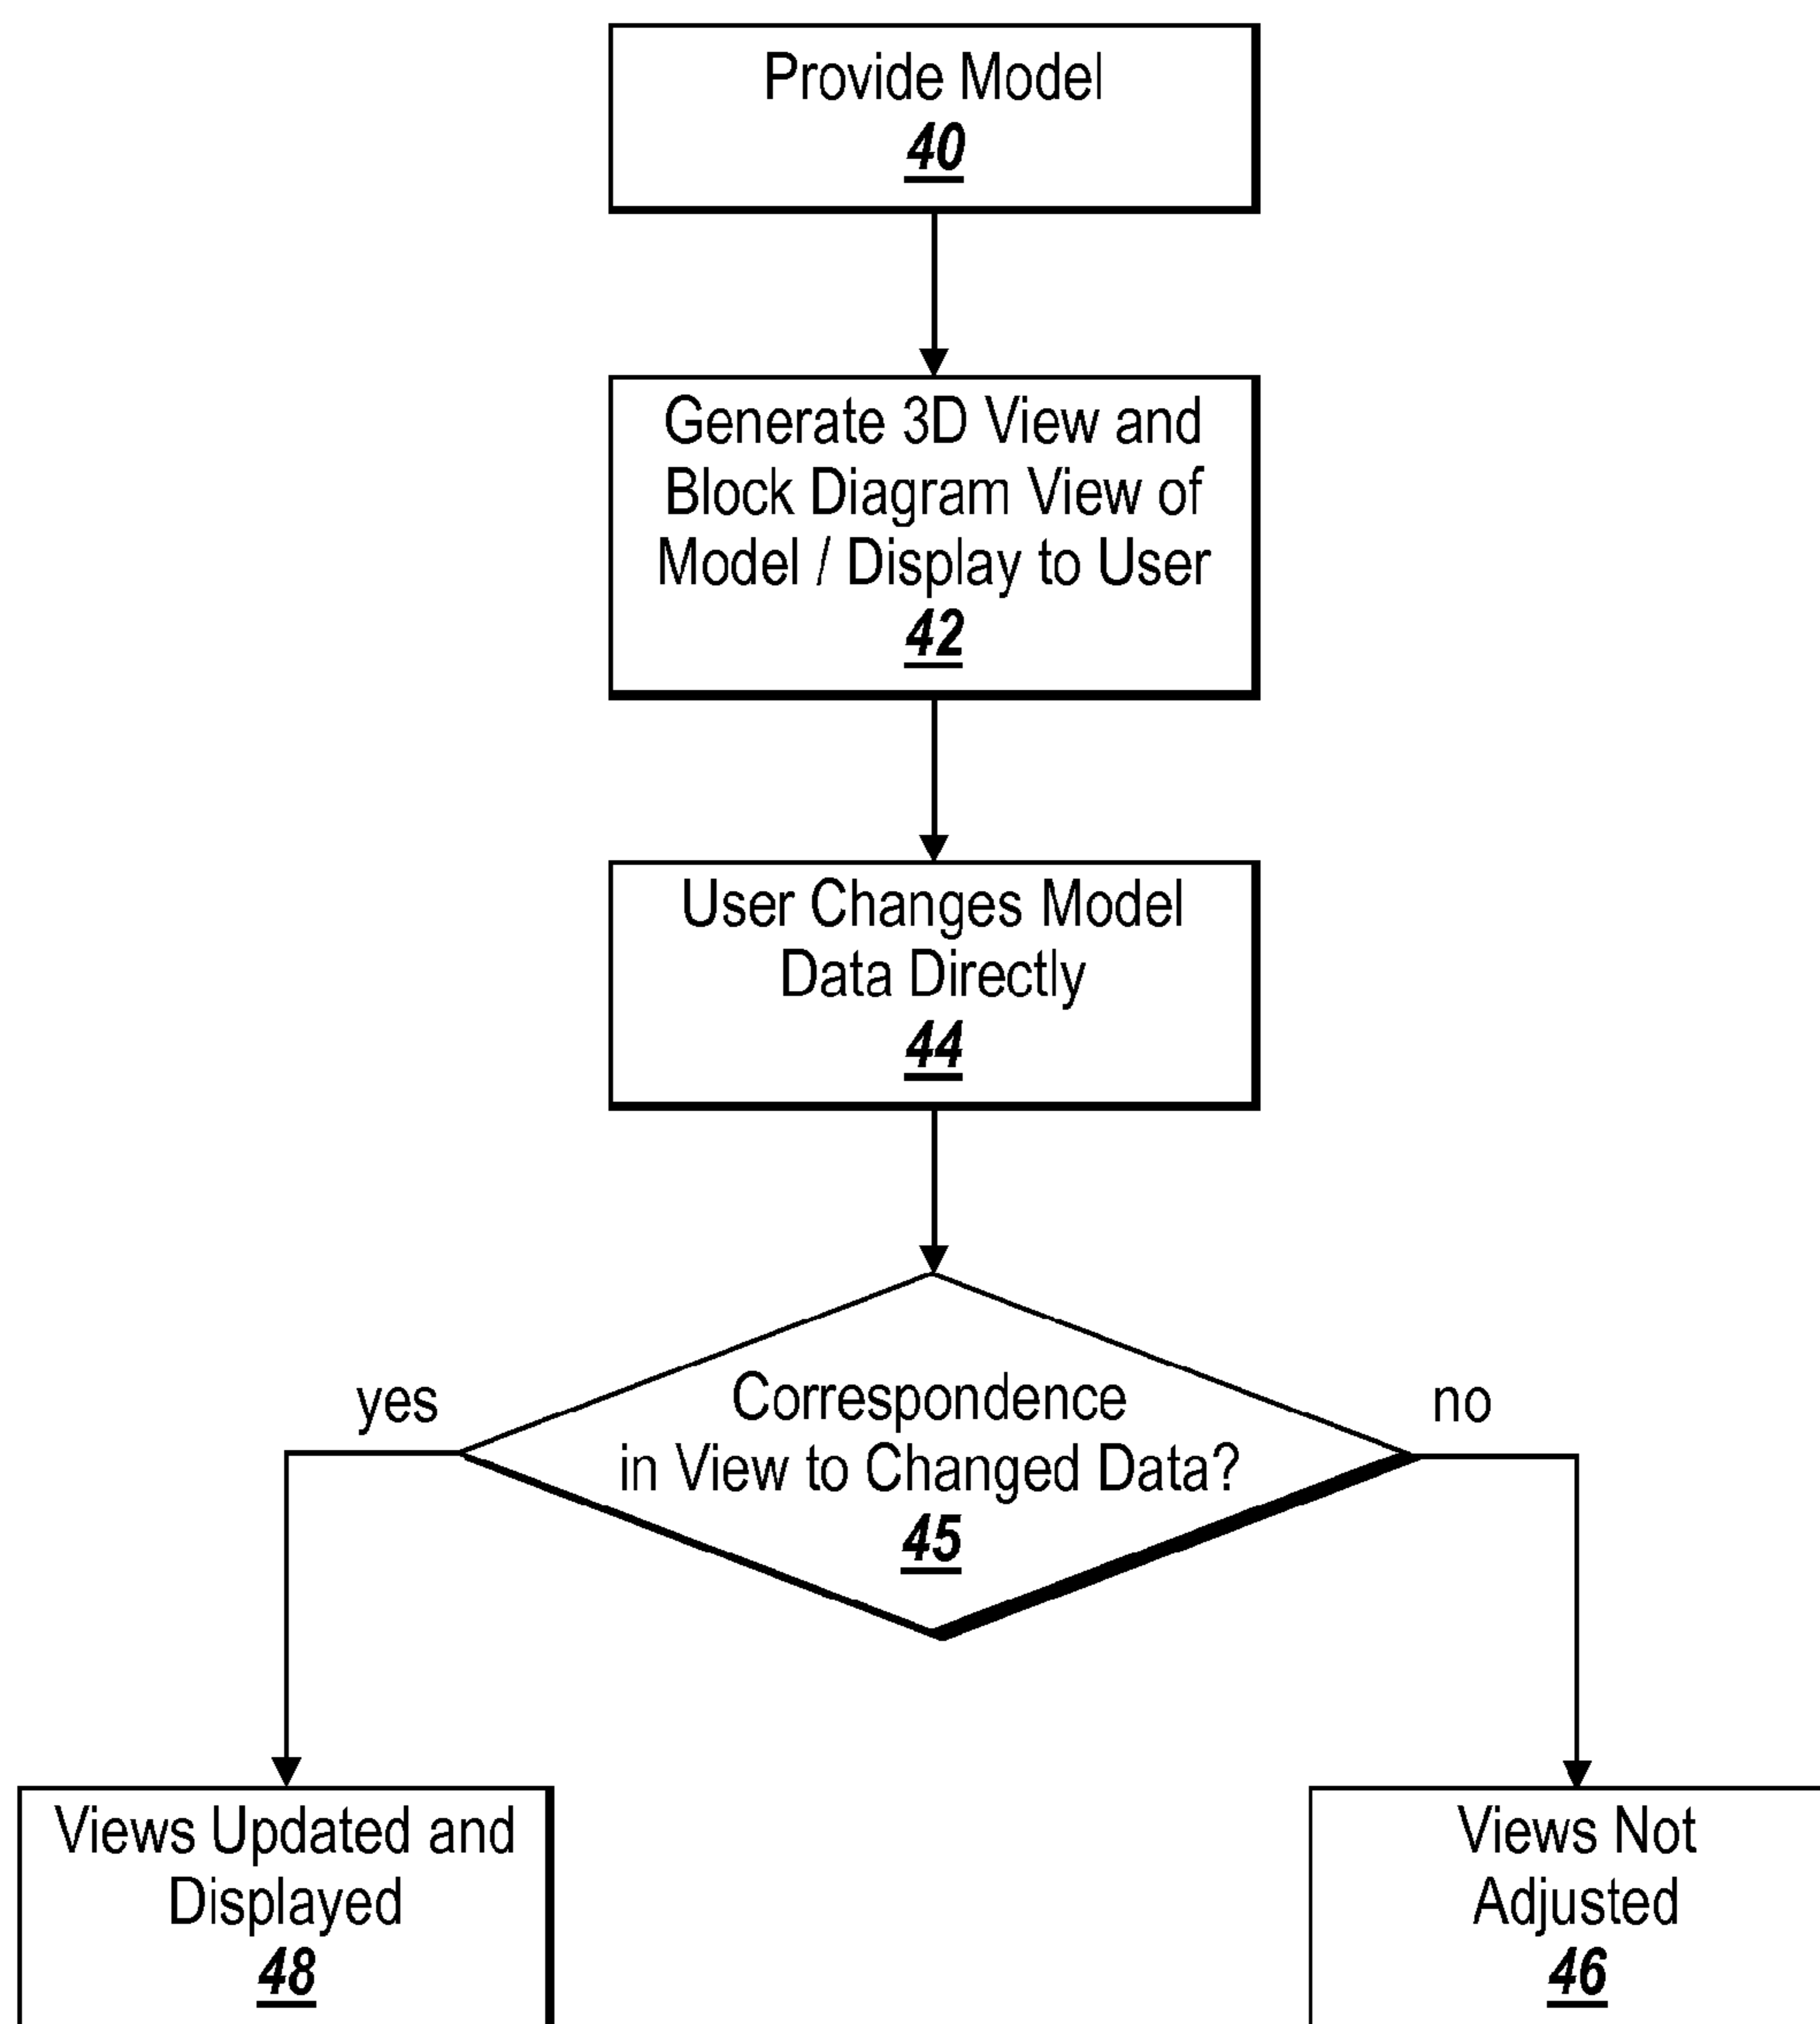 Provide Model
40
Generate 3D View and
Block Diagram View of
Model / Display to User
42
User Changes Model
Data Directly
44
Correspondence
in View to Changed Data?
45
yes
no
Views Updated and
Displayed
48
Views Not
Adjusted
46